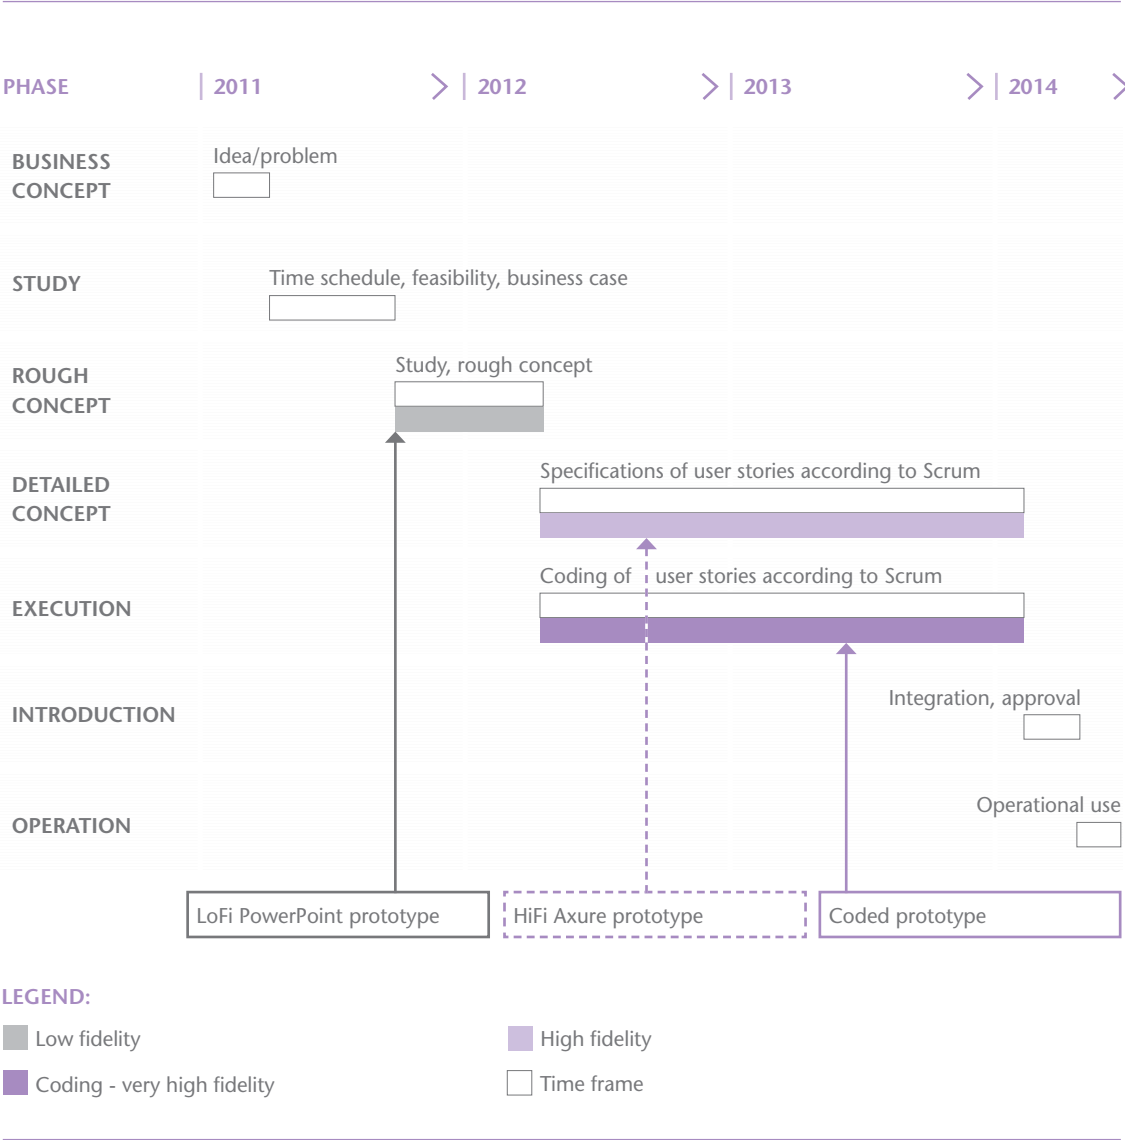 PHASE 2011 2012 2013 2014
BUSINESS
CONCEPT
Idea/problem
STUDY
Time schedule, feasibility, business case
ROUGH
CONCEPT
Study, rough concept
DETAILED
CONCEPT
Specifications of user stories according to Scrum
EXECUTION
Coding of user stories according to Scrum
INTRODUCTION
Integration, approval
OPERATION
Operational use
LoFi PowerPoint prototype
HiFi Axure prototype
Coded prototype
LEGEND:
Low fidelity
High fidelity
Coding - very high fidelity
Time frame